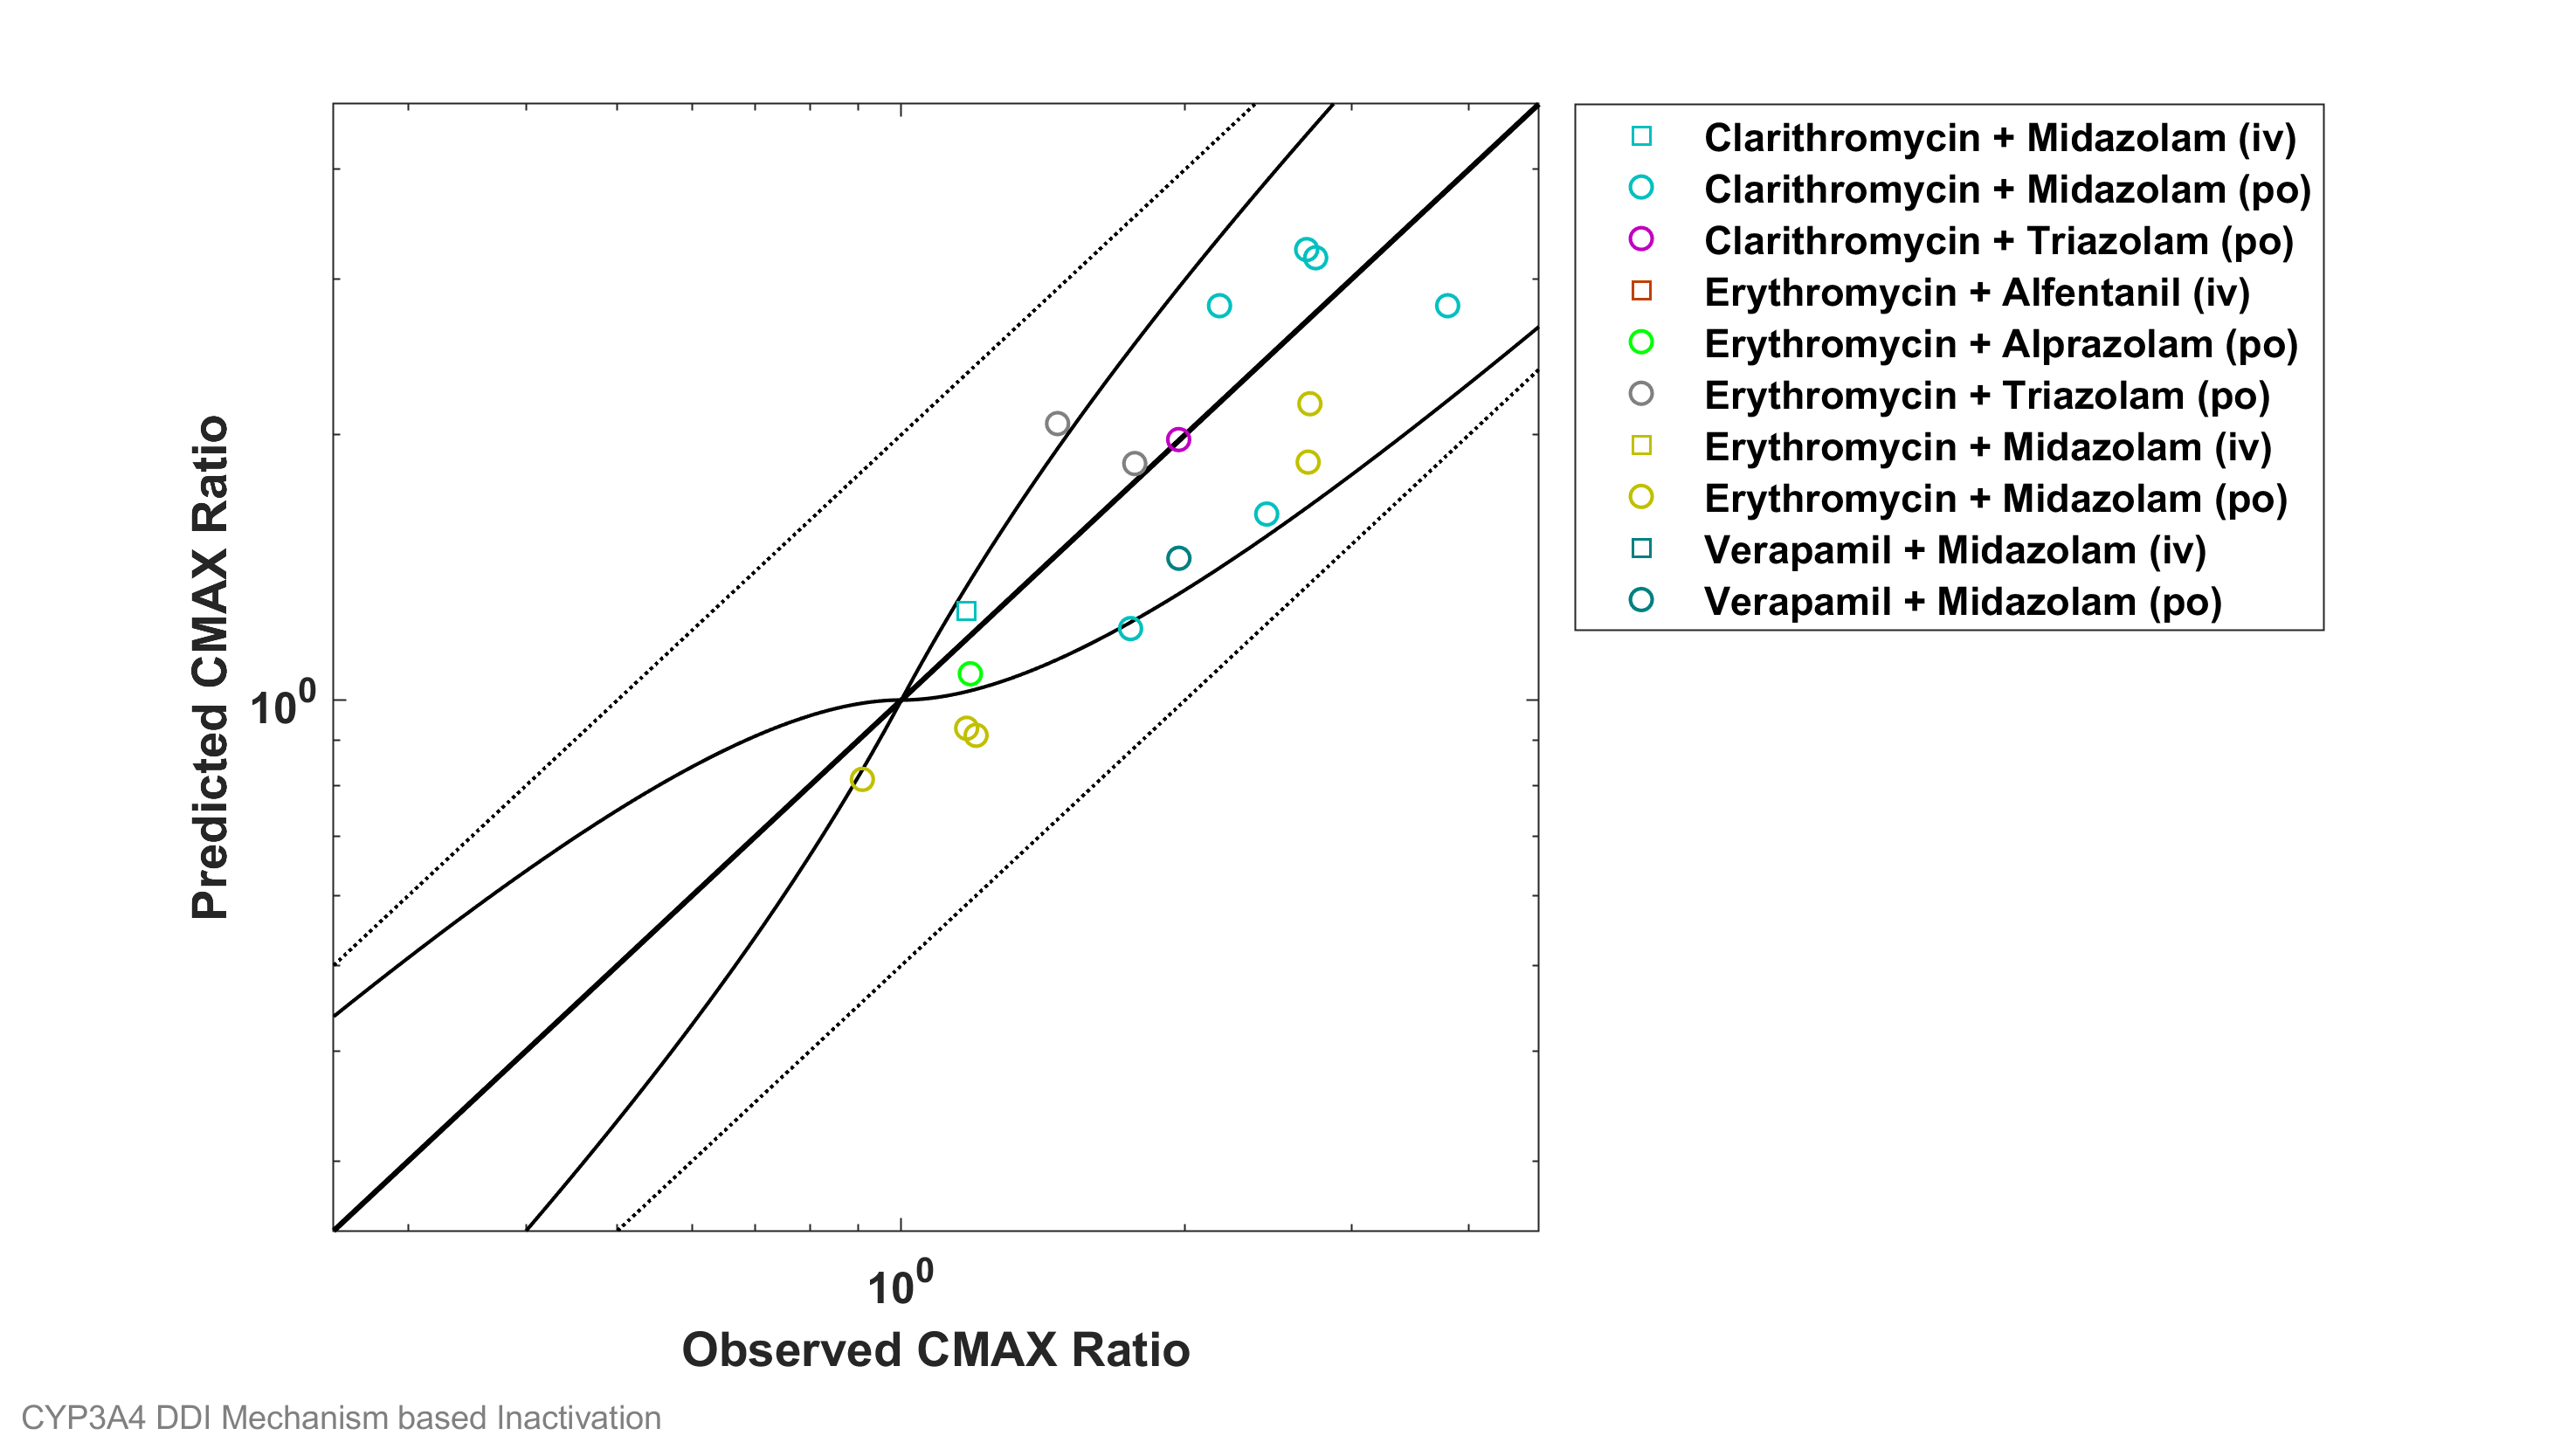 Clarithromycin + Midazolam (iv)
Clarithromycin + Midazolam (po)
Clarithromycin + Triazolam (po)
Erythromycin + Alfentanil (iv)
Erythromycin + Alprazolam (po)
Erythromycin + Triazolam (po)
Erythromycin + Midazolam (iv)
Erythromycin + Midazolam (po)
Verapamil + Midazolam (iv)
Verapamil + Midazolam (po)
Predicted CMAX Ratio
10⁰
10⁰
Observed CMAX Ratio
CYP3A4 DDI Mechanism based Inactivation